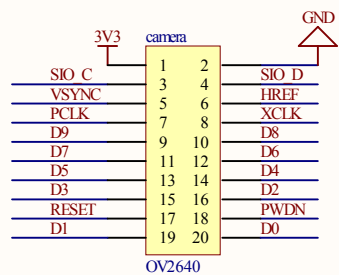 camera
3V3 GND
1 2
SIO_C 3 4 SIO_D
VSYNC 5 6 HREF
PCLK 7 8 XCLK
D9 9 10 D8
D7 11 12 D6
D5 13 14 D4
D3 15 16 D2
RESET 17 18 PWDN
D1 19 20 D0
OV2640